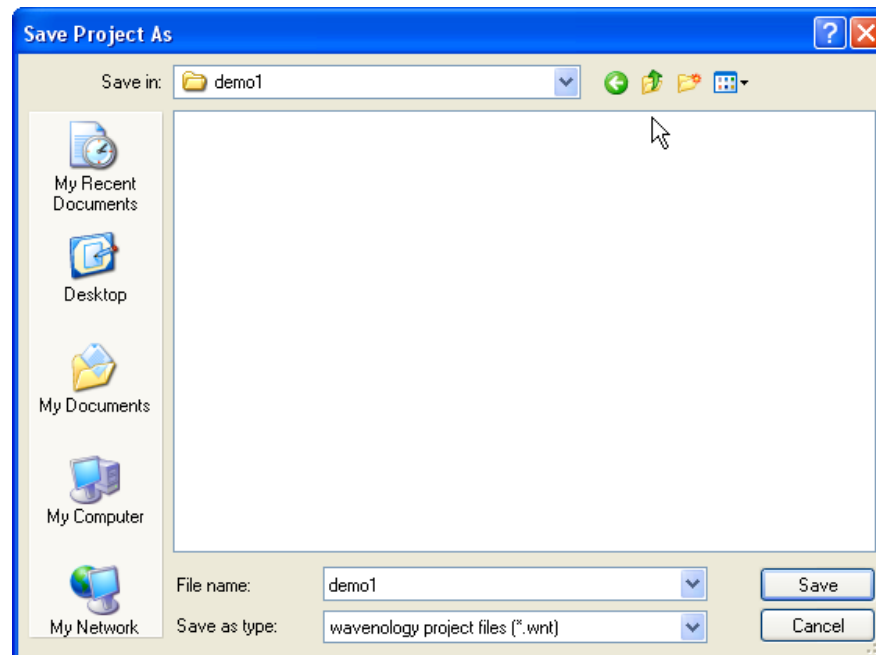 Save Project As
Save in: demo1
My Recent
Documents
Desktop
My Documents
My Computer
My Network
File name: demo1
Save as type: wavenology project files (*.wnt)
Save
Cancel